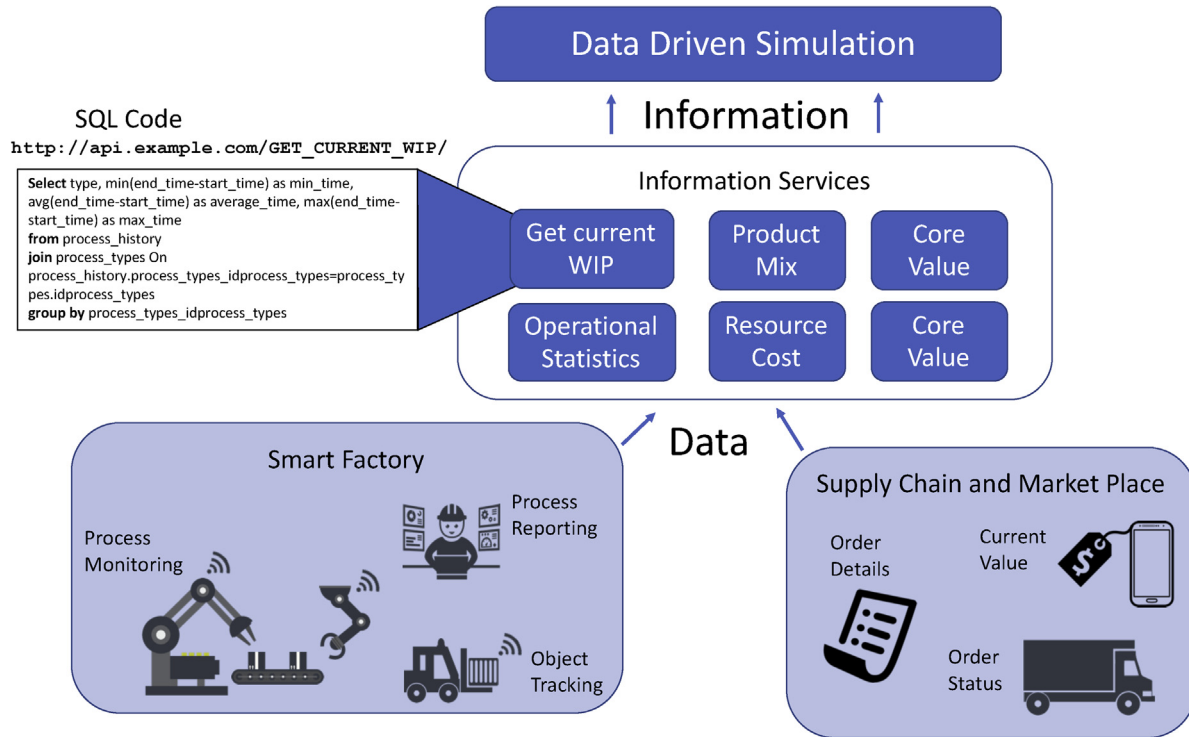 Data Driven Simulation
Information
SQL Code
http://api.example.com/GET_CURRENT_WIP/
Select type, min(end_time-start_time) as min_time,
avg(end_time-start_time) as average_time, max(end_time-
start_time) as max_time
from process_history
join process_types On
process_history.process_types_idprocess_types=process_ty
pes.idprocess_types
group by process_types_idprocess_types
Information Services
Get current
WIP
Product
Mix
Core
Value
Operational
Statistics
Resource
Cost
Core
Value
Data
Smart Factory
Process
Monitoring
Process
Reporting
Object
Tracking
Supply Chain and Market Place
Order
Details
Current
Value
Order
Status